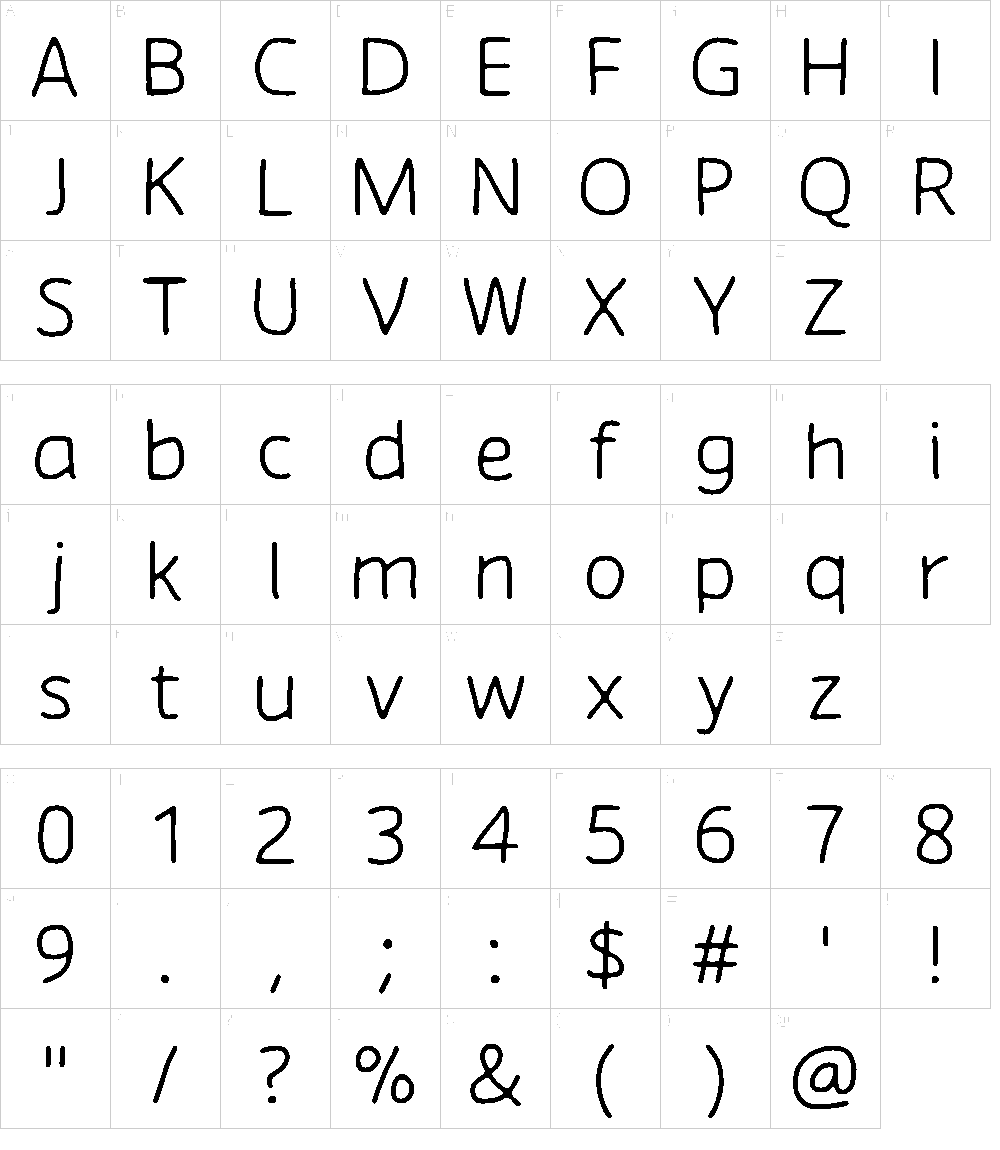 A B C D E F G H I
J K L M N O P Q R
S T U V W X Y Z
a b c d e f g h i
j k l m n o p q r
s t u v w x y z
0 1 2 3 4 5 6 7 8
9 . , ; : $ # ' !
" / ? % & ( ) @